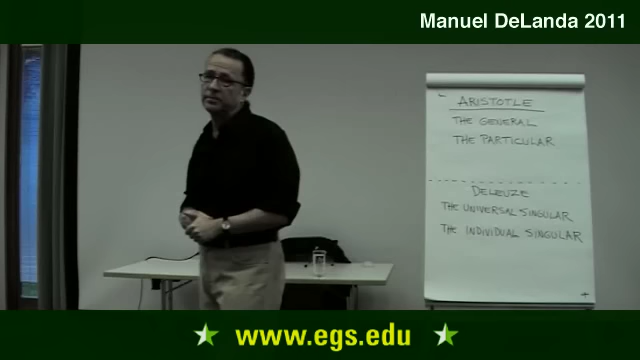 Manuel DeLanda 2011
ARISTOTLE
THE GENERAL
THE PARTICULAR
DELEUZE
THE UNIVERSAL SINGULAR
THE INDIVIDUAL SINGULAR
www.egs.edu